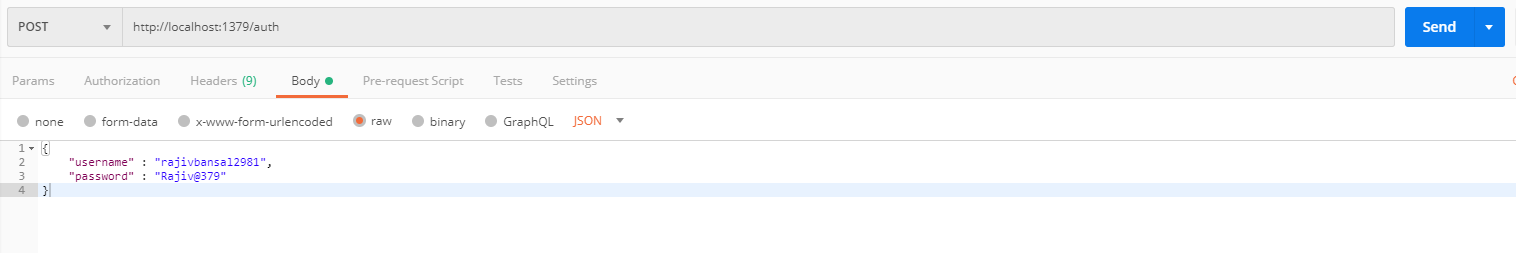 POST http://localhost:1379/auth Send
Params Authorization Headers (9) Body Pre-request Script Tests Settings
none form-data x-www-form-urlencoded raw binary GraphQL JSON
1 {
2 "username" : "rajivbansal2981",
3 "password" : "Rajiv@379"
4 }